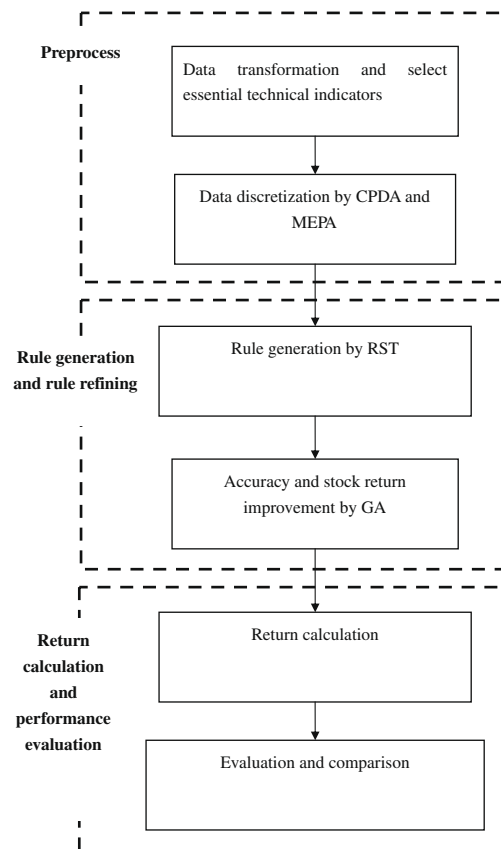 Preprocess
Data transformation and select
essential technical indicators
Data discretization by CPDA and
MEPA
Rule generation
and rule refining
Rule generation by RST
Accuracy and stock return
improvement by GA
Return
calculation
and
performance
evaluation
Return calculation
Evaluation and comparison